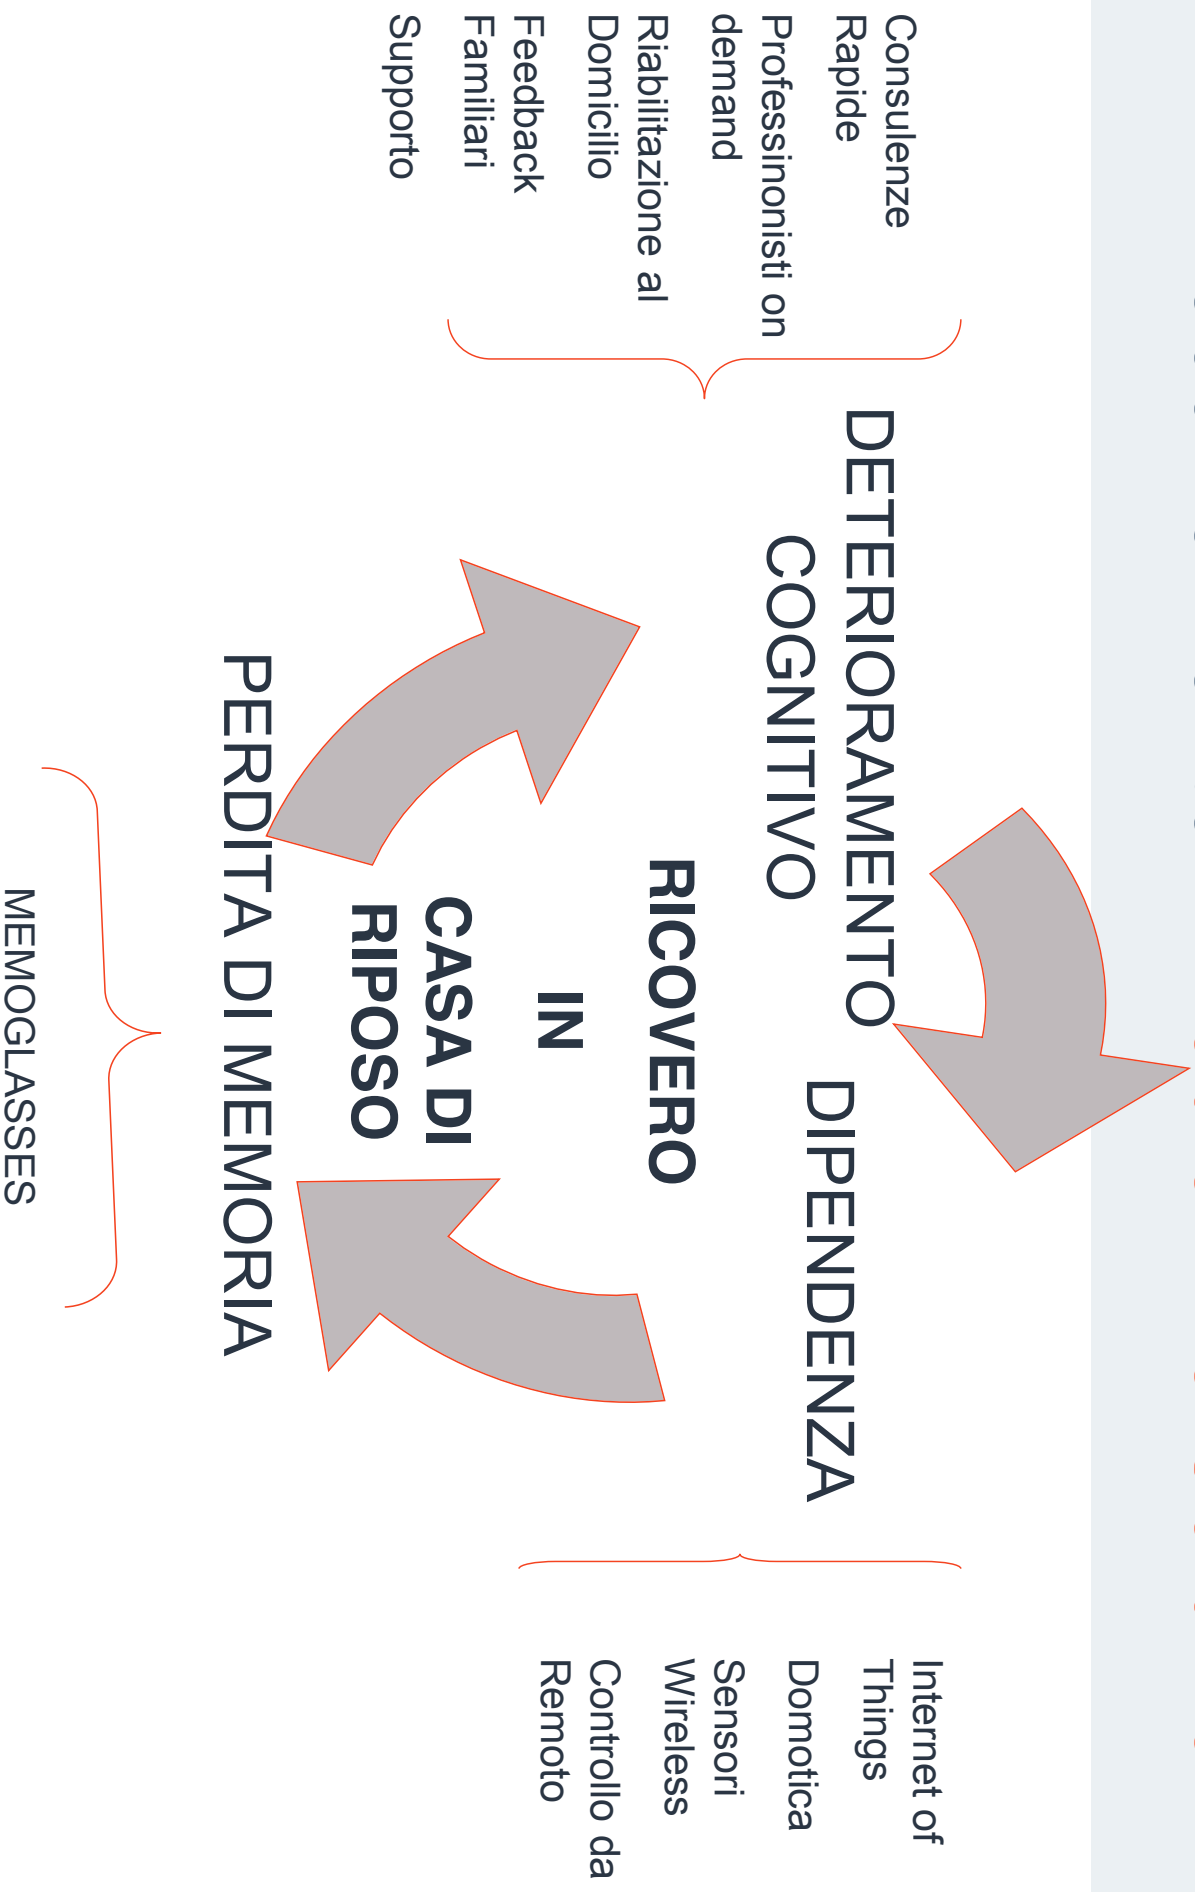 Consulenze
Rapide
Professinonisti on
demand
Riabilitazione al
Domicilio
Feedback
Familiari
Supporto
DETERIORAMENTO
COGNITIVO
DIPENDENZA
RICOVERO
IN
CASA DI
RIPOSO
PERDITA DI MEMORIA
Internet of
Things
Domotica
Sensori
Wireless
Controllo da
Remoto
MEMOGLASSES